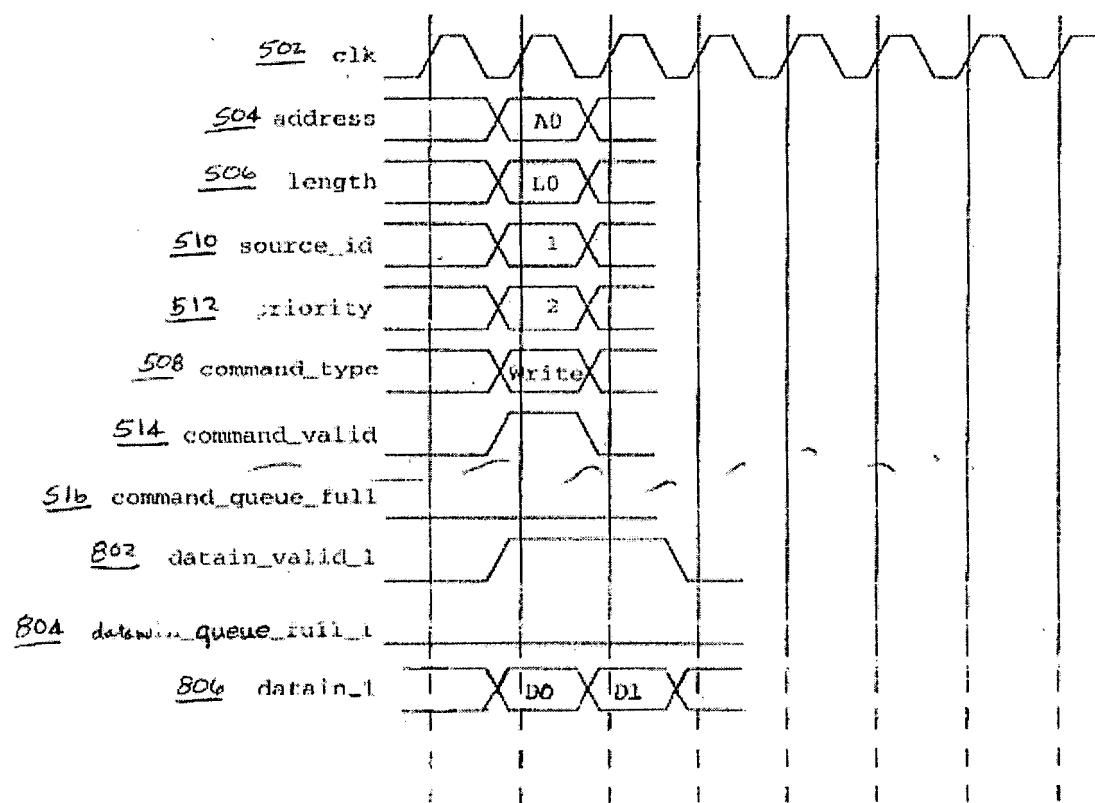 502 clk
504 address A0
506 length L0
510 source_id 1
512 priority 2
508 command_type Write
514 command_valid
516 command_queue_full
802 datain_valid_1
804 queue_full_1
806 datain_1 D0 D1